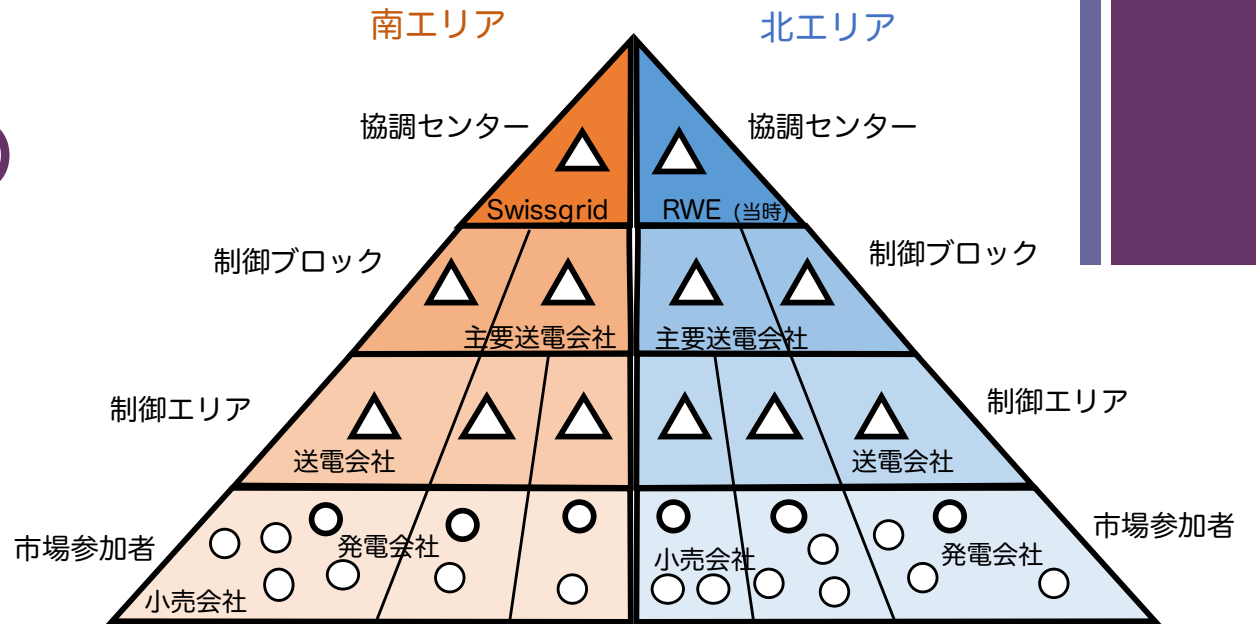 南エリア
北エリア
協調センター
協調センター
Swissgrid
RWE (当時)
制御ブロック
制御ブロック
主要送電会社
主要送電会社
制御エリア
制御エリア
送電会社
送電会社
市場参加者
市場参加者
発電会社
小売会社
小売会社
発電会社